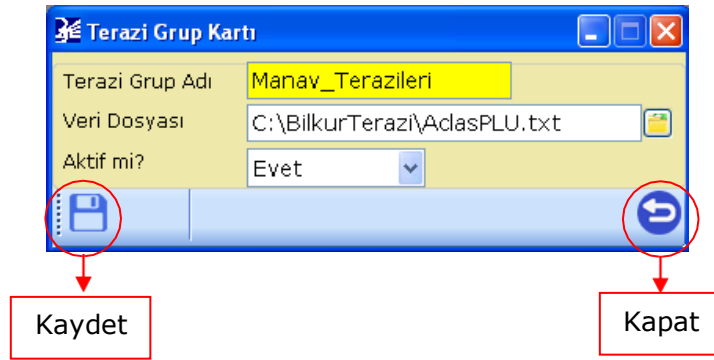 Terazi Grup Kartı
Terazi Grup Adı Manav_Terazileri
Veri Dosyası C:\BilkurTerazi\AclasPLU.txt
Aktif mi? Evet
Kaydet Kapat